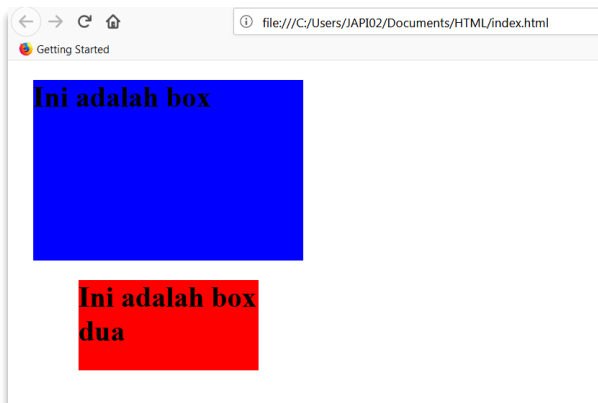 file:///C:/Users/JAPI02/Documents/HTML/index.html
Getting Started
Ini adalah box
Ini adalah box
dua